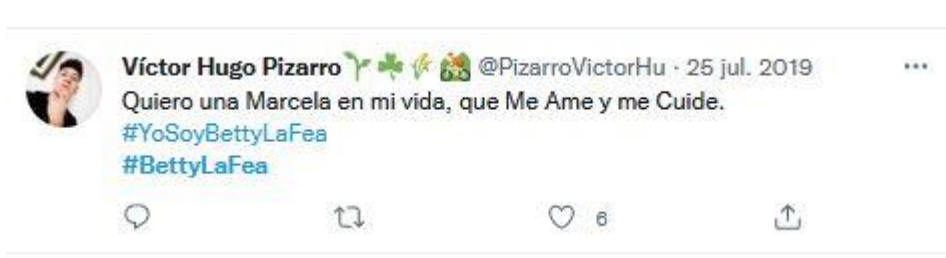 Víctor Hugo Pizarro🌱☘️🌾🏡 @PizarroVictorHu · 25 jul. 2019
Quiero una Marcela en mi vida, que Me Ame y me Cuide.
#YoSoyBettyLaFea
#BettyLaFea
6